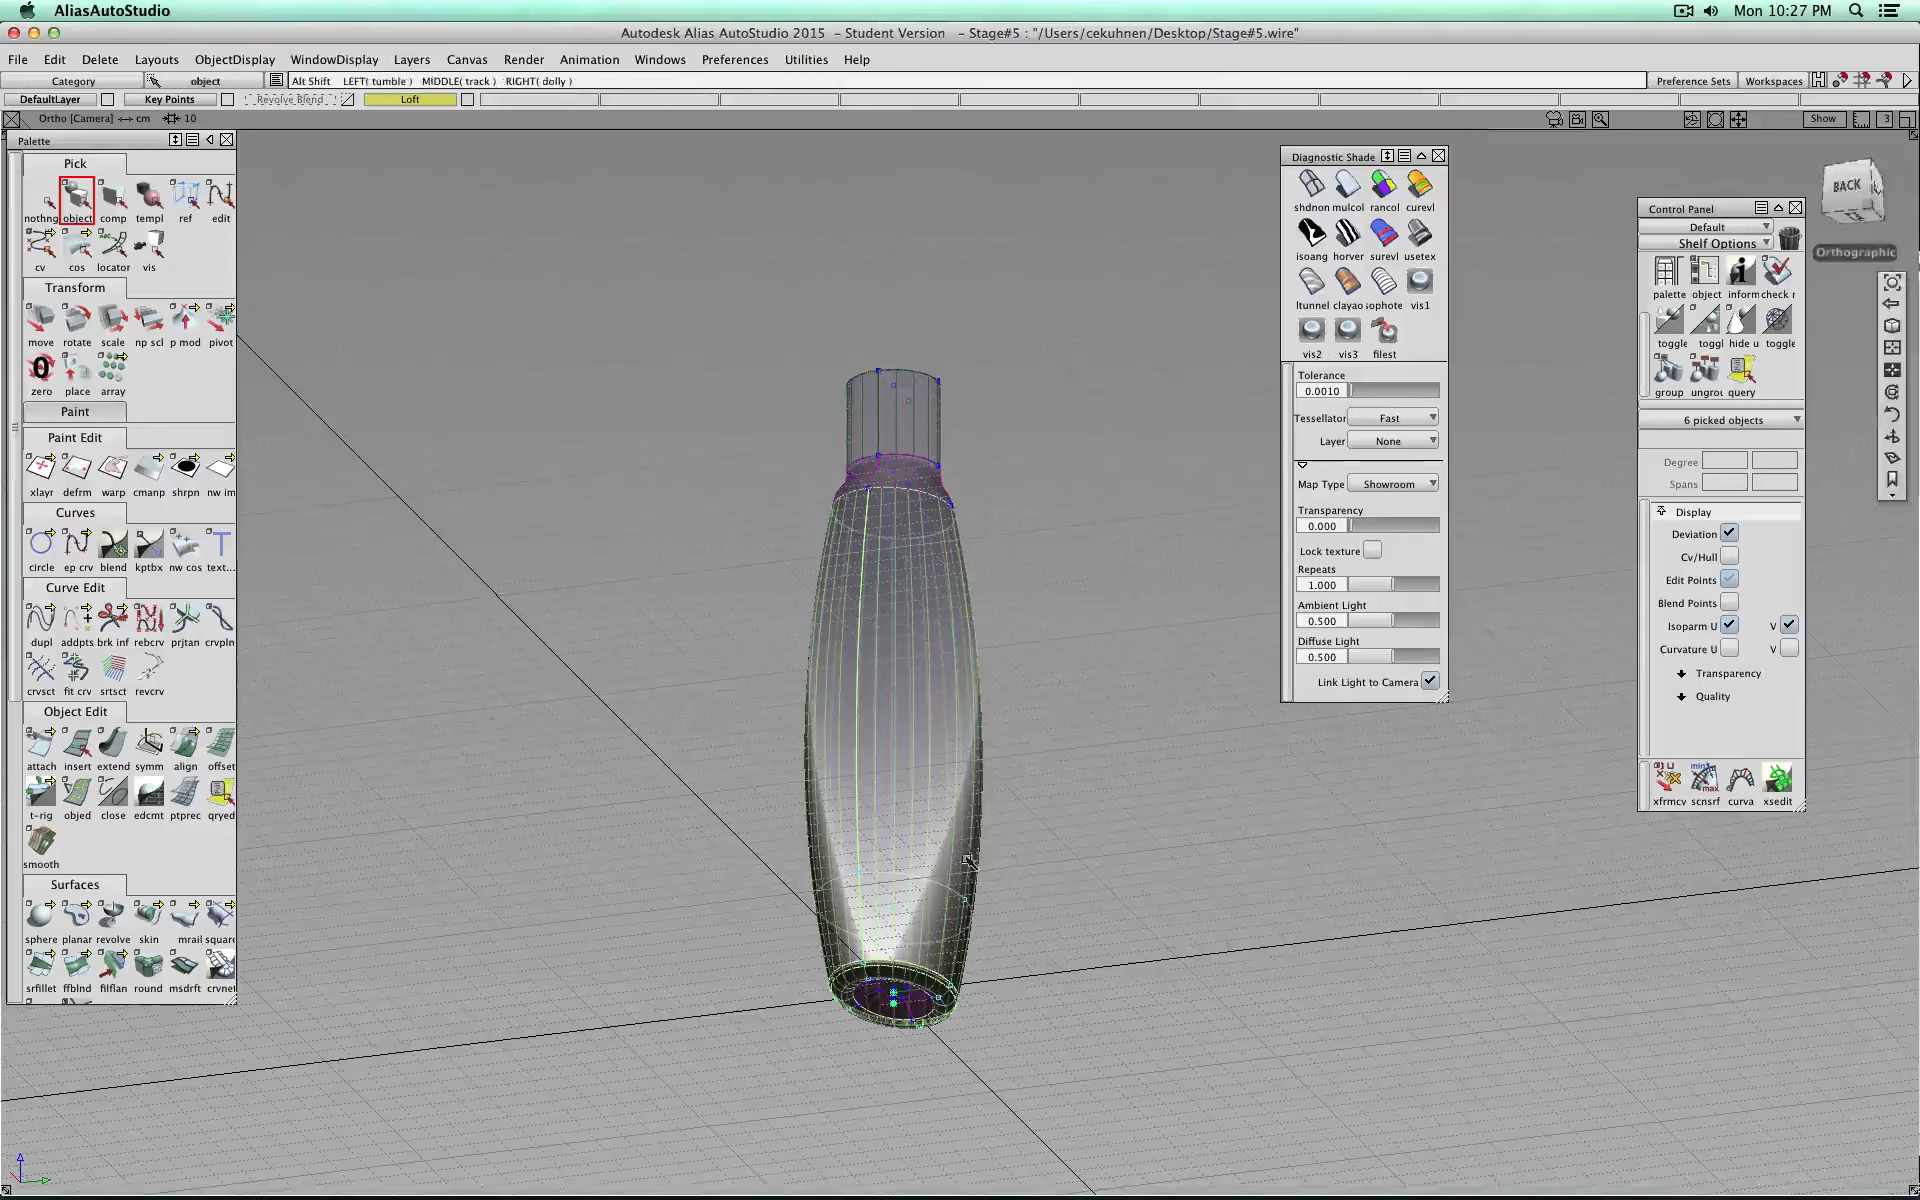 AliasAutoStudio
Mon 10:27 PM
Autodesk Alias AutoStudio 2015 - Student Version - Stage#5 : "/Users/cekuhnen/Desktop/Stage#5.wire"
File Edit Delete Layouts ObjectDisplay WindowDisplay Layers Canvas Render Animation Windows Preferences Utilities Help
Category object Alt Shift LEFT( tumble ) MIDDLE( track ) RIGHT( dolly ) Preference Sets Workspaces
DefaultLayer Key Points Revolve Blend Loft
Ortho [Camera] cm 10 Show 3
Palette
Pick
nothng object comp templ ref edit
cv cos locator vis
Transform
move rotate scale np scl p mod pivot
zero place array
Paint
Paint Edit
xlayr defrm warp cmanp shrpn nw im
Curves
circle ep crv blend kptbx nw cos text...
Curve Edit
dupl addpts brk inf rebcrv prjtan crvpln
crvsct fit crv srtsct revcrv
Object Edit
attach insert extend symm align offset
t-rig objed close edcmt ptprec qryed
smooth
Surfaces
sphere planar revolve skin mrail square
srfillet ffblnd filflan round msdrft crvnet
Diagnostic Shade
shdnon mulcol rancol curevl
isoang horver surevl usetex
ltunnel clayao sophote vis1
vis2 vis3 filest
Tolerance
0.0010
Tessellator Fast
Layer None
Map Type Showroom
Transparency
0.000
Lock texture
Repeats
1.000
Ambient Light
0.500
Diffuse Light
0.500
Link Light to Camera
BACK
Orthographic
Control Panel
Default
Shelf Options
palette object inform check r
toggle toggl hide u toggle
group ungrou query
6 picked objects
Degree
Spans
Display
Deviation
Cv/Hull
Edit Points
Blend Points
Isoparm U V
Curvature U V
Transparency
Quality
xfrmcv scnsrf curva xsedit